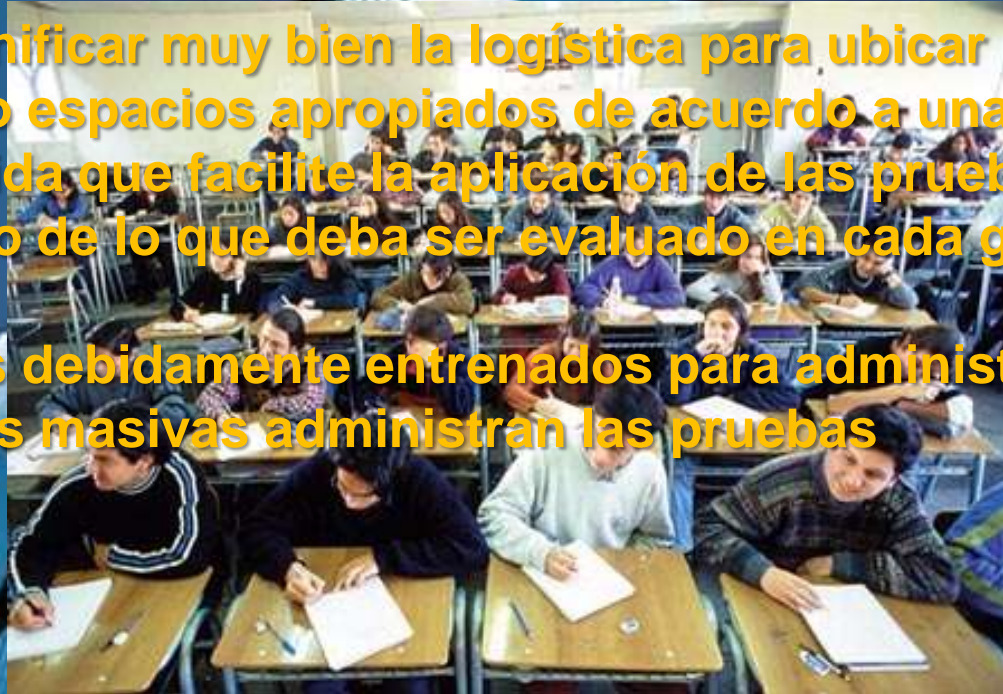 nificar muy bien la logística para ubicar
o espacios apropiados de acuerdo a una
da que facilite la aplicación de las prueb
o de lo que deba ser evaluado en cada g
s debidamente entrenados para administ
s masivas administran las pruebas